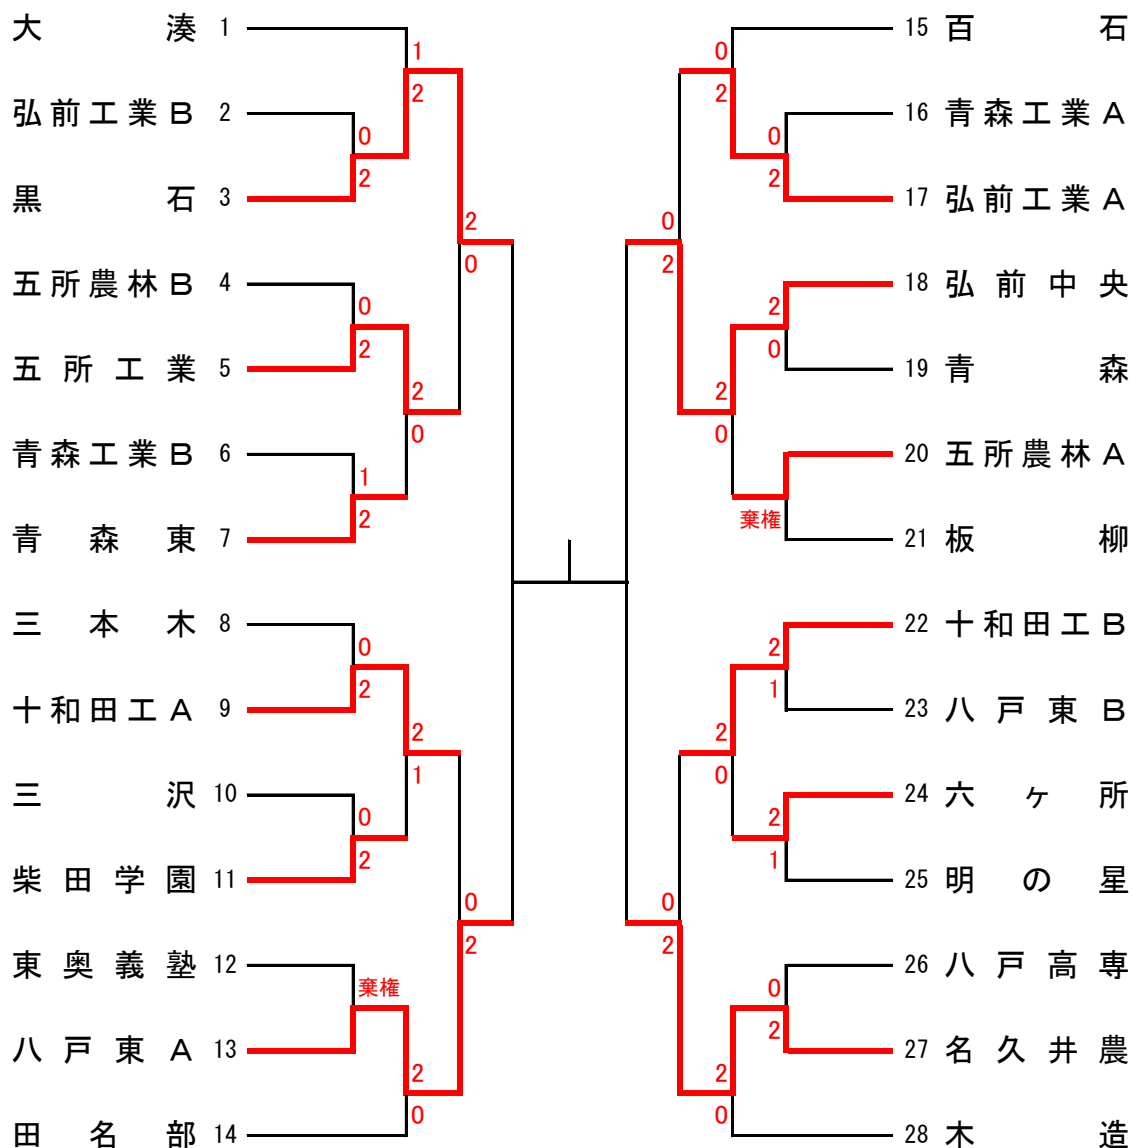 大湊 1
1
2
弘前工業Ｂ 2
0
2
黒石 3
2
0
五所農林Ｂ 4
0
2
五所工業 5
2
0
青森工業Ｂ 6
1
2
青森東 7
三本木 8
0
2
十和田工Ａ 9
2
1
三沢 10
0
2
柴田学園 11
0
2
東奥義塾 12
棄権
八戸東Ａ 13
2
0
田名部 14
15 百石
0
2
16 青森工業Ａ
0
2
17 弘前工業Ａ
0
2
18 弘前中央
2
0
19 青森
2
0
20 五所農林Ａ
棄権
21 板柳
22 十和田工Ｂ
2
1
23 八戸東Ｂ
2
0
24 六ヶ所
2
1
25 明の星
0
2
26 八戸高専
0
2
27 名久井農
2
0
28 木造